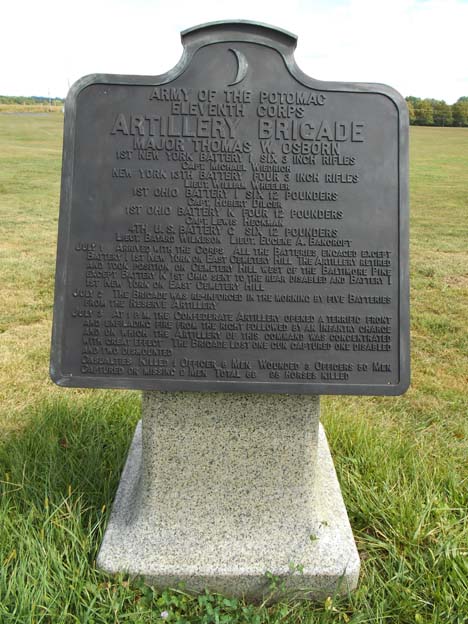 ARMY OF THE POTOMAC
ELEVENTH CORPS
ARTILLERY BRIGADE
MAJOR THOMAS W. OSBORN
1ST NEW YORK BATTERY I SIX 3 INCH RIFLES
CAPT. MICHAEL WIEDRICH
NEW YORK 13TH BATTERY FOUR 3 INCH RIFLES
LIEUT. WILLIAM WHEELER
1ST OHIO BATTERY I SIX 12 POUNDERS
CAPT. HUBERT DILGER
1ST OHIO BATTERY K FOUR 12 POUNDERS
CAPT. LEWIS HECKMAN
4TH U. S. BATTERY G SIX 12 POUNDERS
LIEUT. BAYARD WILKESON LIEUT. EUGENE A. BANCROFT
JULY 1 ARRIVED WITH THE CORPS ALL THE BATTERIES ENGAGED EXCEPT
BATTERY I 1ST NEW YORK ON EAST CEMETERY HILL THE ARTILLERY RETIRED
AND TOOK POSITION ON CEMETERY HILL WEST OF THE BALTIMORE PIKE
EXCEPT BATTERY K 1ST OHIO SENT TO THE REAR DISABLED AND BATTERY I
1ST NEW YORK ON EAST CEMETERY HILL
JULY 2 THE BRIGADE WAS RE-INFORCED IN THE MORNING BY FIVE BATTERIES
FROM THE RESERVE ARTILLERY
JULY 3 AT 1 P.M. THE CONFEDERATE ARTILLERY OPENED A TERRIFIC FRONT
AND ENFILADING FIRE FROM THE RIGHT FOLLOWED BY AN INFANTRY CHARGE
AND ON WHICH THE ARTILLERY OF THIS COMMAND WAS CONCENTRATED
WITH GREAT EFFECT THE BRIGADE LOST ONE GUN CAPTURED ONE DISABLED
AND TWO DISMOUNTED
CASUALTIES KILLED 1 OFFICER 6 MEN WOUNDED 3 OFFICERS 50 MEN
CAPTURED OR MISSING 9 MEN TOTAL 69 98 HORSES KILLED